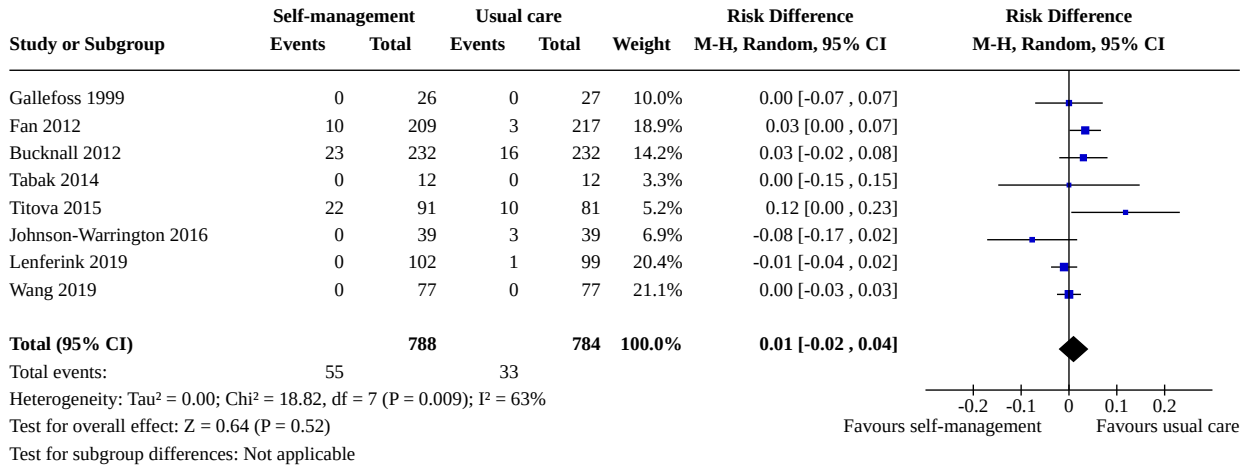 Self-management Usual care Risk Difference Risk Difference
Study or Subgroup Events Total Events Total Weight M-H, Random, 95% CI M-H, Random, 95% CI
Gallefoss 1999 0 26 0 27 10.0% 0.00 [-0.07 , 0.07]
Fan 2012 10 209 3 217 18.9% 0.03 [0.00 , 0.07]
Bucknall 2012 23 232 16 232 14.2% 0.03 [-0.02 , 0.08]
Tabak 2014 0 12 0 12 3.3% 0.00 [-0.15 , 0.15]
Titova 2015 22 91 10 81 5.2% 0.12 [0.00 , 0.23]
Johnson-Warrington 2016 0 39 3 39 6.9% -0.08 [-0.17 , 0.02]
Lenferink 2019 0 102 1 99 20.4% -0.01 [-0.04 , 0.02]
Wang 2019 0 77 0 77 21.1% 0.00 [-0.03 , 0.03]
Total (95% CI) 788 784 100.0% 0.01 [-0.02 , 0.04]
Total events: 55 33
Heterogeneity: Tau² = 0.00; Chi² = 18.82, df = 7 (P = 0.009); I² = 63%
-0.2 -0.1 0 0.1 0.2
Test for overall effect: Z = 0.64 (P = 0.52) Favours self-management Favours usual care
Test for subgroup differences: Not applicable